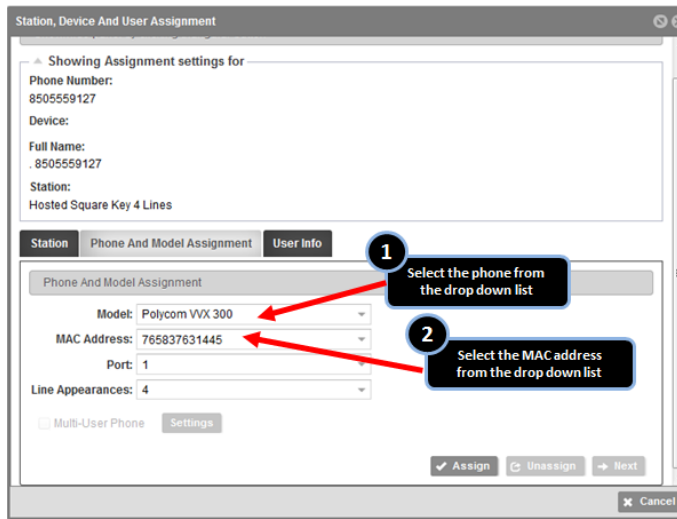 Station, Device And User Assignment
Showing Assignment settings for
Phone Number:
8505559127
Device:
Full Name:
. 8505559127
Station:
Hosted Square Key 4 Lines
Station Phone And Model Assignment User Info
1
Select the phone from
the drop down list
Phone And Model Assignment
Model: Polycom VVX 300
MAC Address: 765837631445
2
Select the MAC address
from the drop down list
Port: 1
Line Appearances: 4
Multi-User Phone Settings
Assign Unassign Next
Cancel